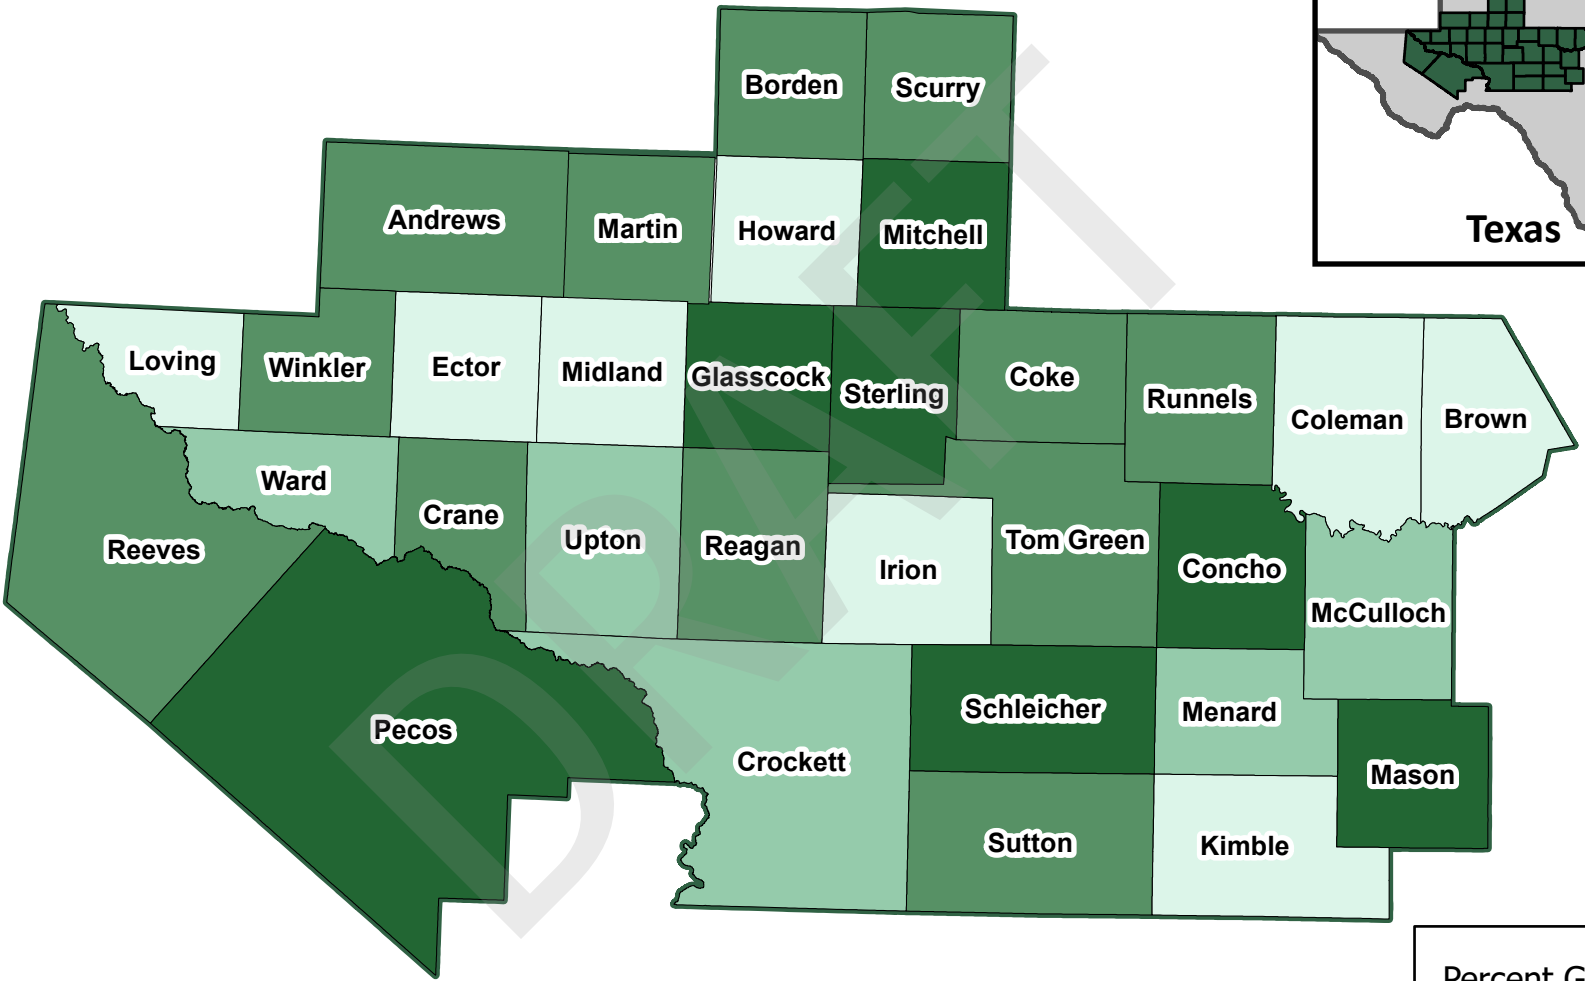 Borden
Scurry
Andrews
Martin
Howard
Mitchell
Texas
Loving
Winkler
Ector
Midland
Glasscock
Sterling
Coke
Runnels
Coleman
Brown
Ward
Crane
Reeves
Upton
Reagan
Irion
Tom Green
Concho
McCulloch
Pecos
Crockett
Schleicher
Menard
Mason
Sutton
Kimble
DRAFT
Percent G